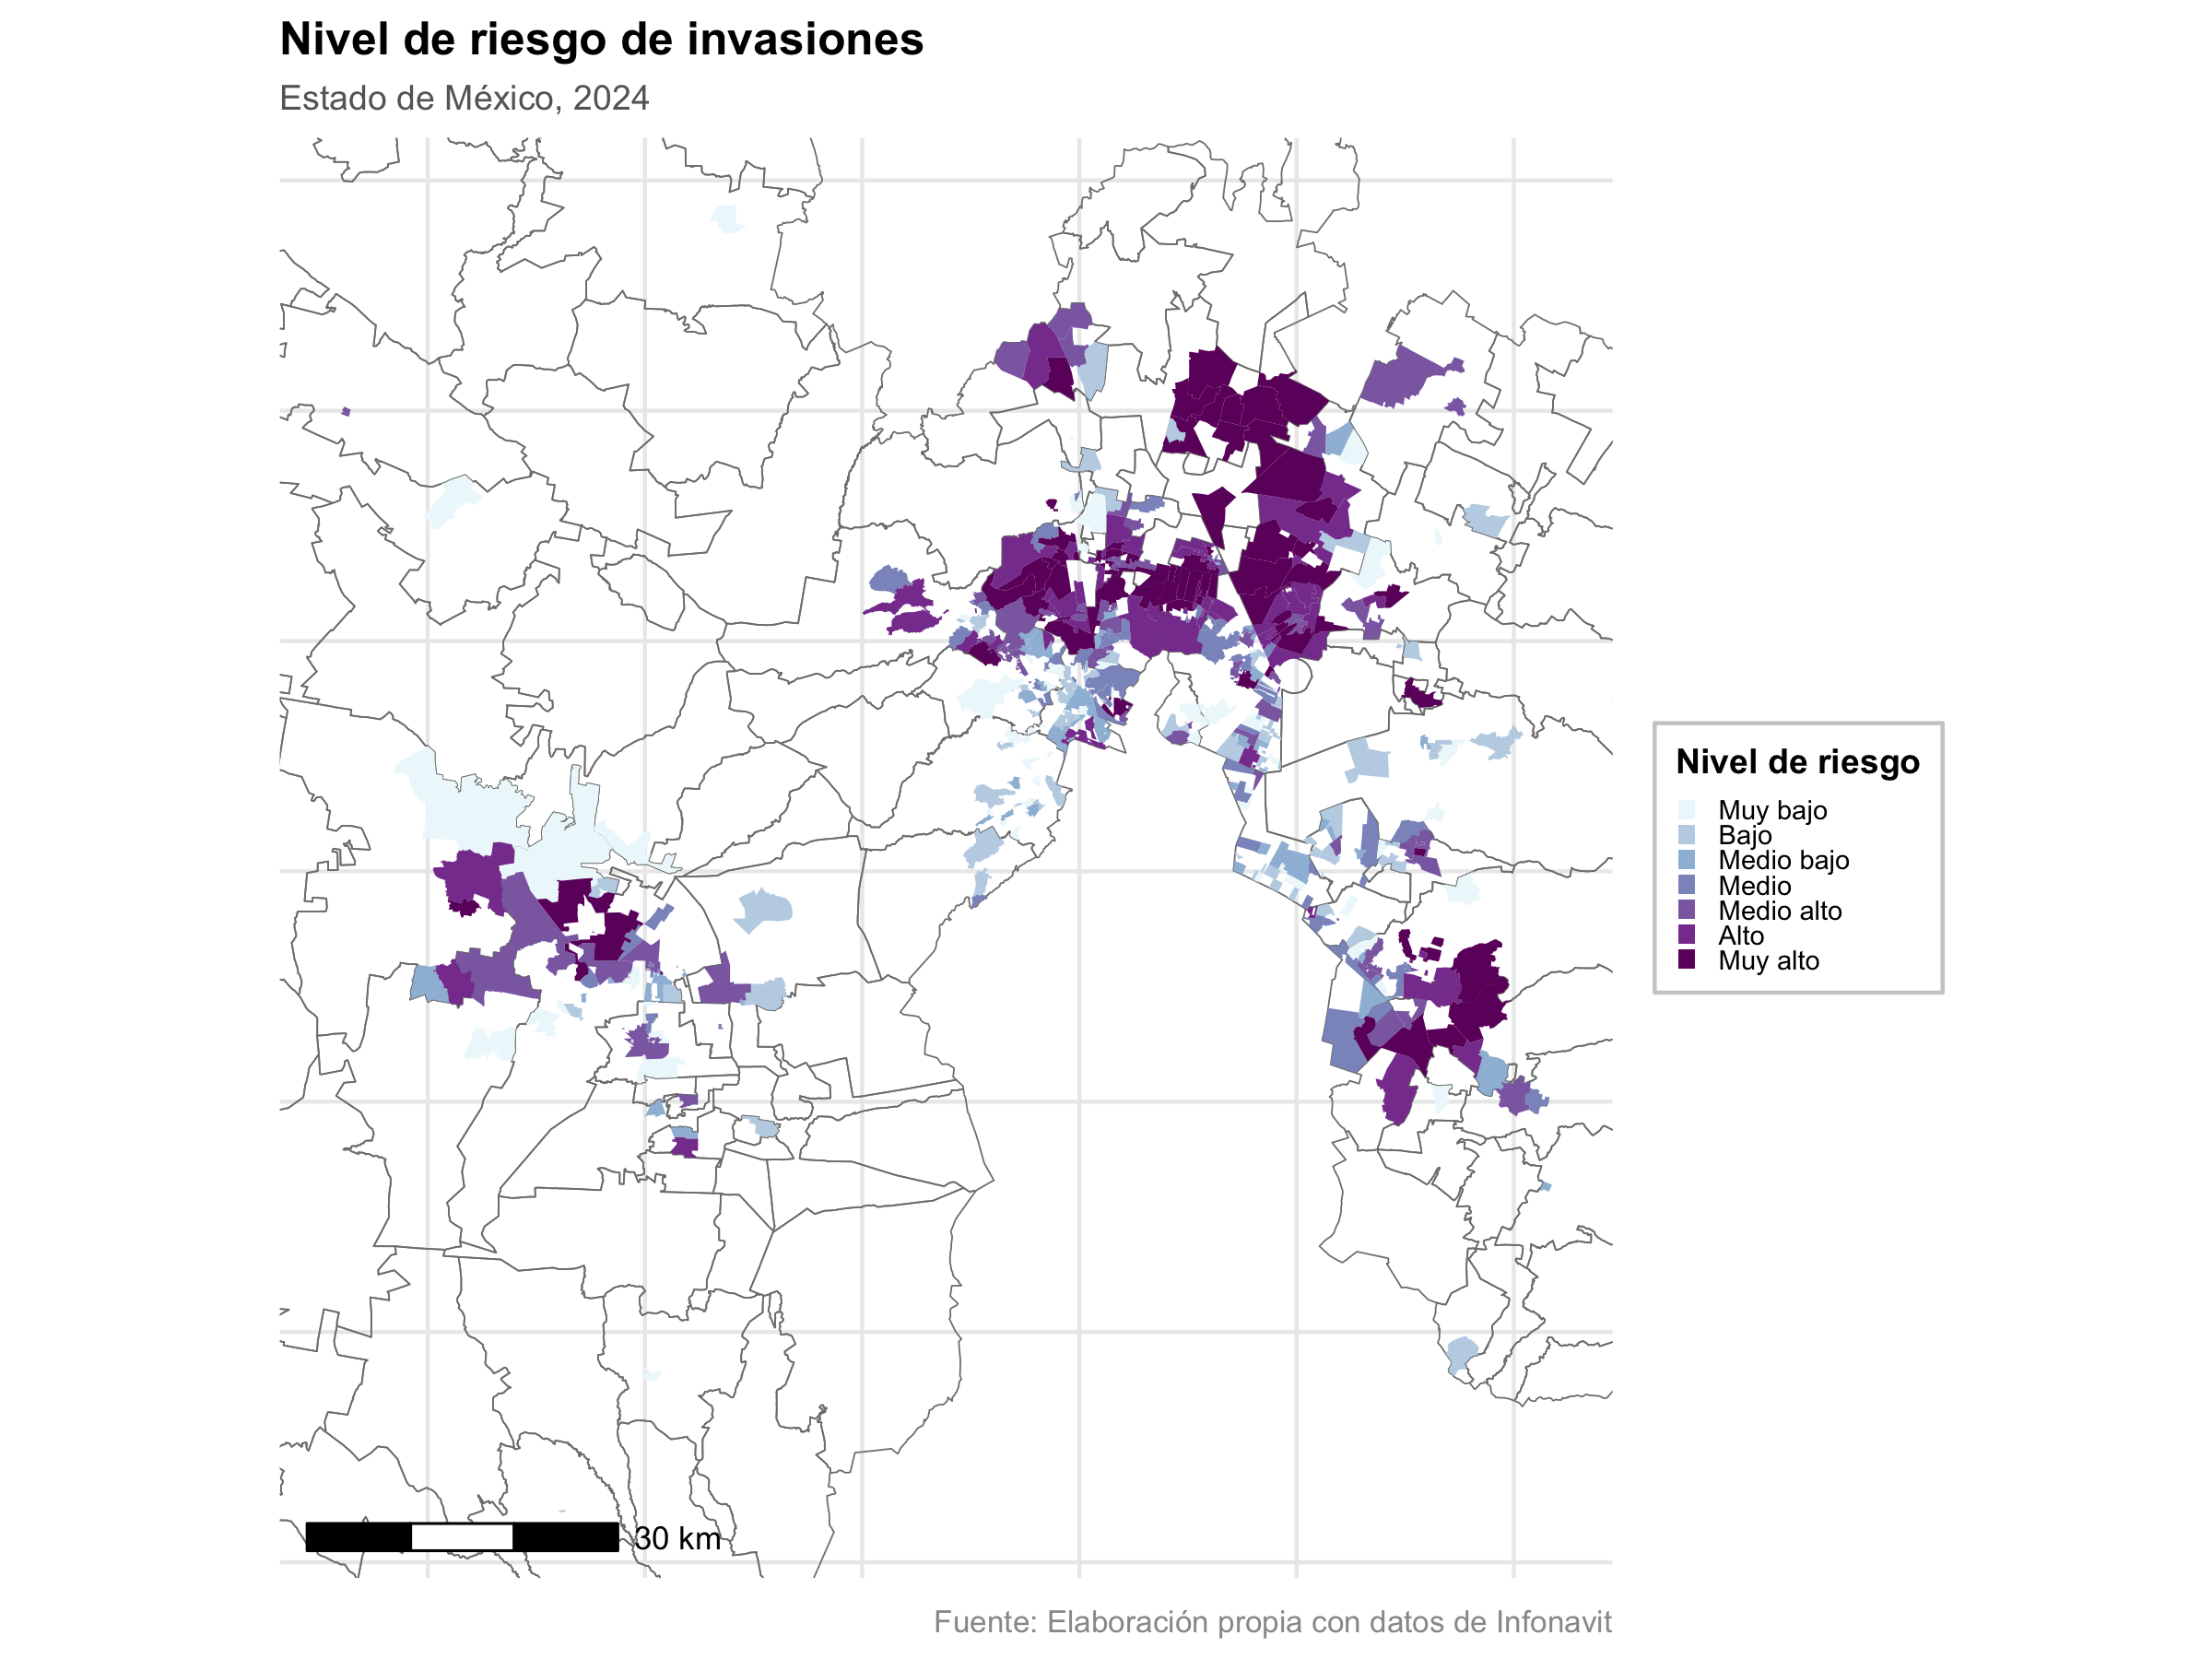 Nivel de riesgo de invasiones
Estado de México, 2024
Nivel de riesgo
Muy bajo
Bajo
Medio bajo
Medio
Medio alto
Alto
Muy alto
30 km
Fuente: Elaboración propia con datos de Infonavit